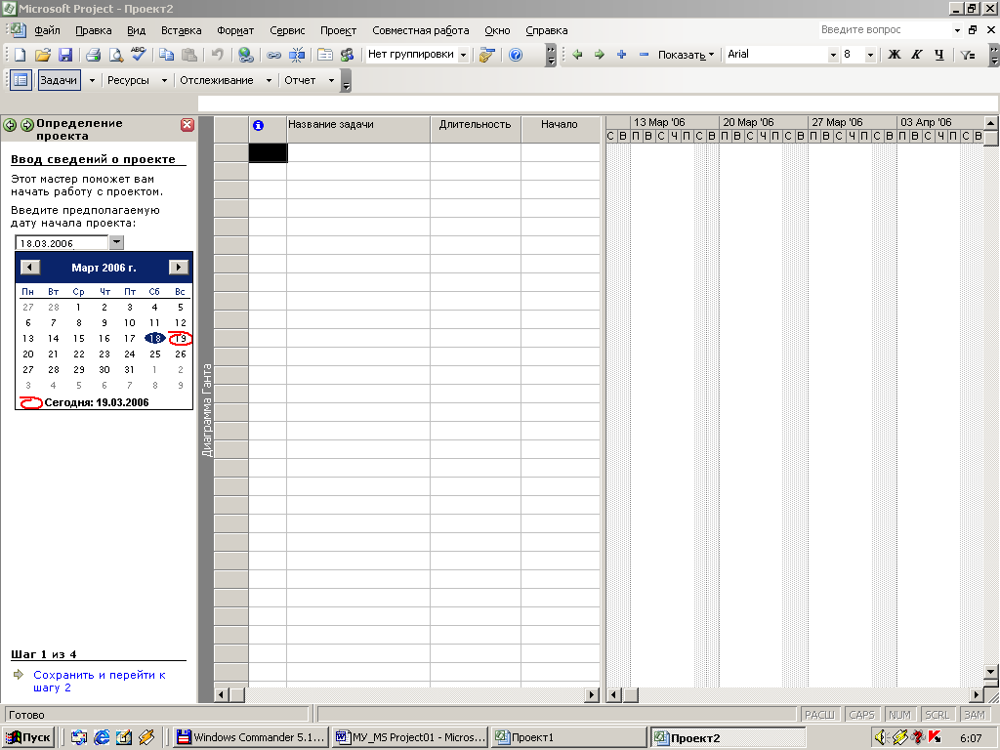 Microsoft Project - Проект2
Файл Правка Вид Вставка Формат Сервис Проект Совместная работа Окно Справка Введите вопрос
Нет группировки Показать Arial 8 Ж К Ч
Задачи Ресурсы Отслеживание Отчет
Определение проекта
Ввод сведений о проекте
Этот мастер поможет вам
начать работу с проектом.
Введите предполагаемую
дату начала проекта:
18.03.2006
Март 2006 г.
Пн Вт Ср Чт Пт Сб Вс
27 28 1 2 3 4 5
6 7 8 9 10 11 12
13 14 15 16 17 18 19
20 21 22 23 24 25 26
27 28 29 30 31 1 2
3 4 5 6 7 8 9
Сегодня: 19.03.2006
Шаг 1 из 4
Сохранить и перейти к
шагу 2
Диаграмма Ганта
Название задачи Длительность Начало
13 Мар '06 20 Мар '06 27 Мар '06 03 Апр '06
С В П В С Ч П С В П В С Ч П С В П В С Ч П С В П В С Ч П С В
Готово РАСШ CAPS NUM SCRL ЗАМ
Пуск Windows Commander 5.1... МУ_MS Project01 - Micros... Проект1 Проект2 6:07